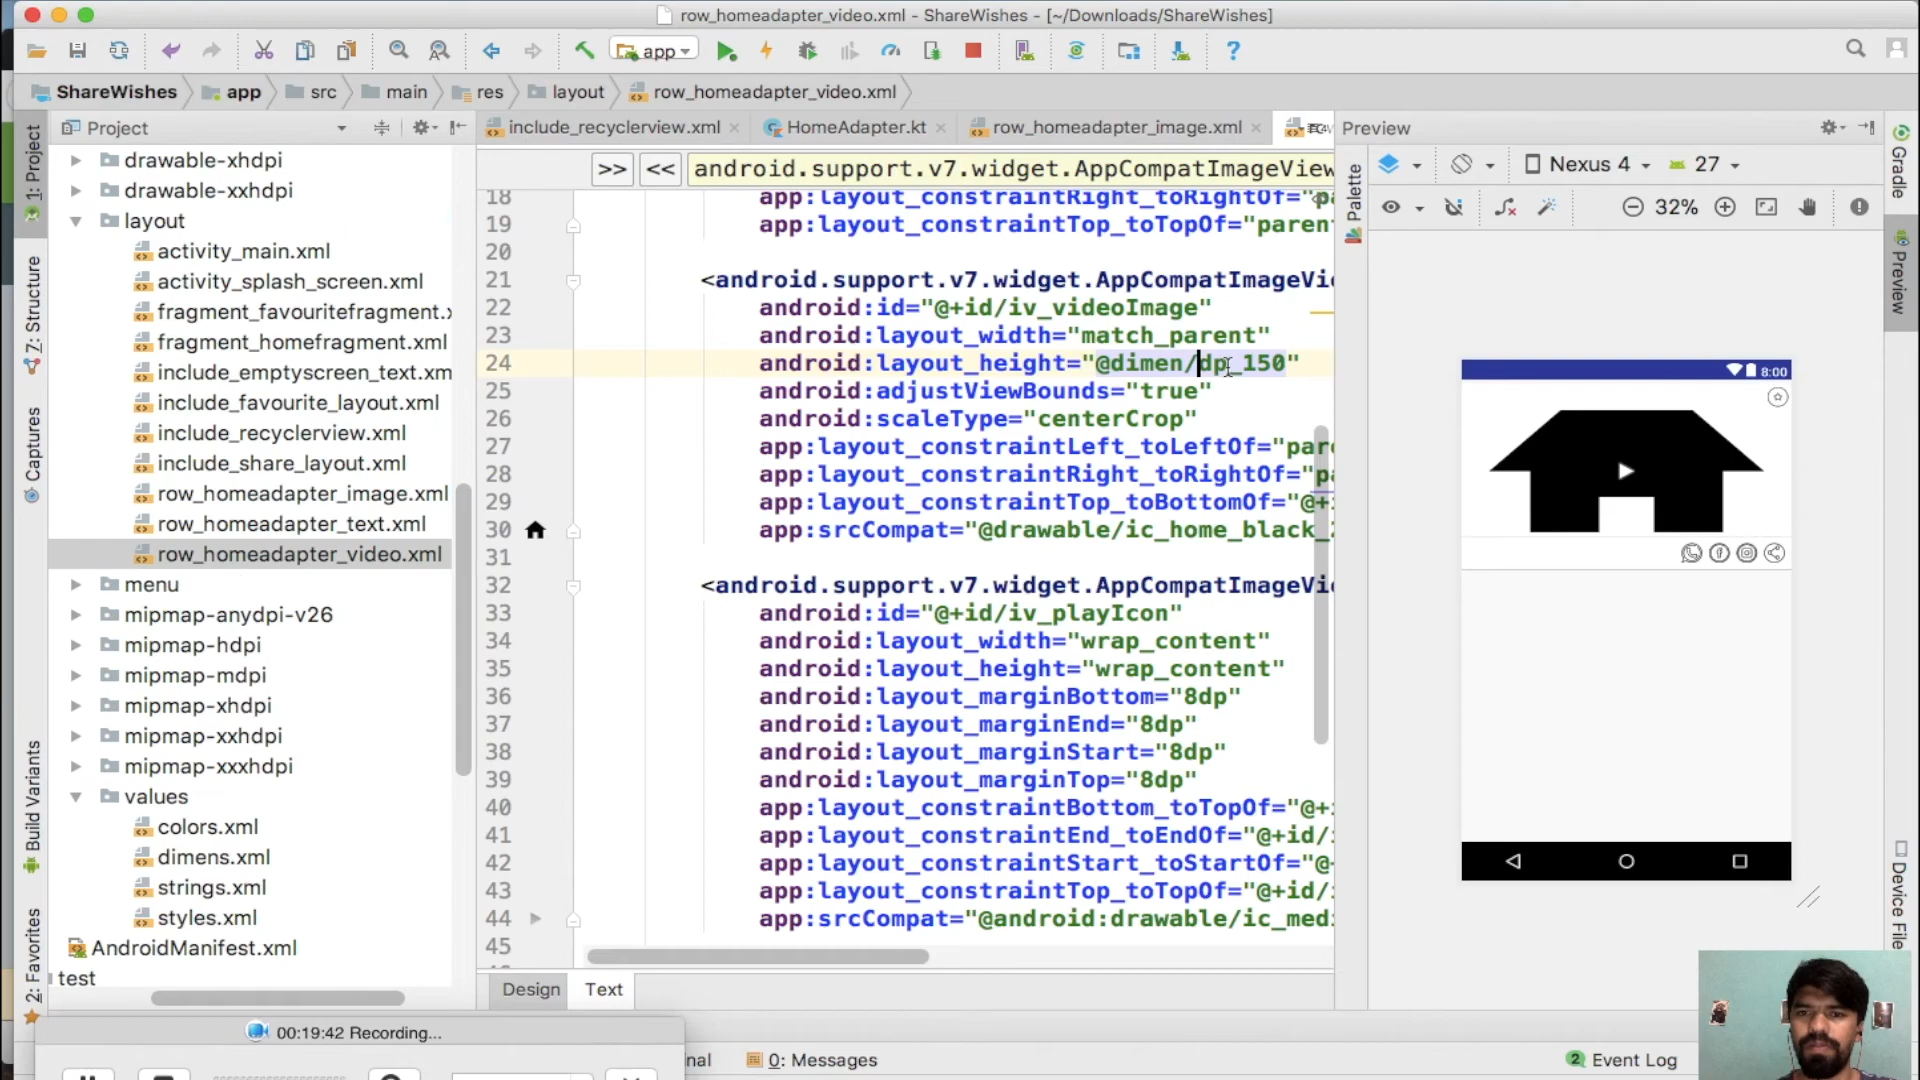 row_homeadapter_video.xml - ShareWishes - [~/Downloads/ShareWishes]
app
ShareWishes app src main res layout row_homeadapter_video.xml
1: Project
7: Structure
Captures
Build Variants
2: Favorites
Project
drawable-xhdpi
drawable-xxhdpi
layout
activity_main.xml
activity_splash_screen.xml
fragment_favouritefragment.x
fragment_homefragment.xml
include_emptyscreen_text.xm
include_favourite_layout.xml
include_recyclerview.xml
include_share_layout.xml
row_homeadapter_image.xml
row_homeadapter_text.xml
row_homeadapter_video.xml
menu
mipmap-anydpi-v26
mipmap-hdpi
mipmap-mdpi
mipmap-xhdpi
mipmap-xxhdpi
mipmap-xxxhdpi
values
colors.xml
dimens.xml
strings.xml
styles.xml
AndroidManifest.xml
test
include_recyclerview.xml HomeAdapter.kt row_homeadapter_image.xml
>> << android.support.v7.widget.AppCompatImageView
18 app:layout_constraintRight_toRightOf="pa
19 app:layout_constraintTop_toTopOf="paren
20
21 <android.support.v7.widget.AppCompatImageVi
22 android:id="@+id/iv_videoImage"
23 android:layout_width="match_parent"
24 android:layout_height="@dimen/dp_150"
25 android:adjustViewBounds="true"
26 android:scaleType="centerCrop"
27 app:layout_constraintLeft_toLeftOf="par
28 app:layout_constraintRight_toRightOf="p
29 app:layout_constraintTop_toBottomOf="@+
30 app:srcCompat="@drawable/ic_home_black_2
31
32 <android.support.v7.widget.AppCompatImageVi
33 android:id="@+id/iv_playIcon"
34 android:layout_width="wrap_content"
35 android:layout_height="wrap_content"
36 android:layout_marginBottom="8dp"
37 android:layout_marginEnd="8dp"
38 android:layout_marginStart="8dp"
39 android:layout_marginTop="8dp"
40 app:layout_constraintBottom_toTopOf="@+
41 app:layout_constraintEnd_toEndOf="@+id/
42 app:layout_constraintStart_toStartOf="@
43 app:layout_constraintTop_toTopOf="@+id/
44 app:srcCompat="@android:drawable/ic_med
45
Design Text
Preview
Palette
Nexus 4 27
32%
8:00
Gradle
Preview
Device File
00:19:42 Recording...
nal 0: Messages
2 Event Log